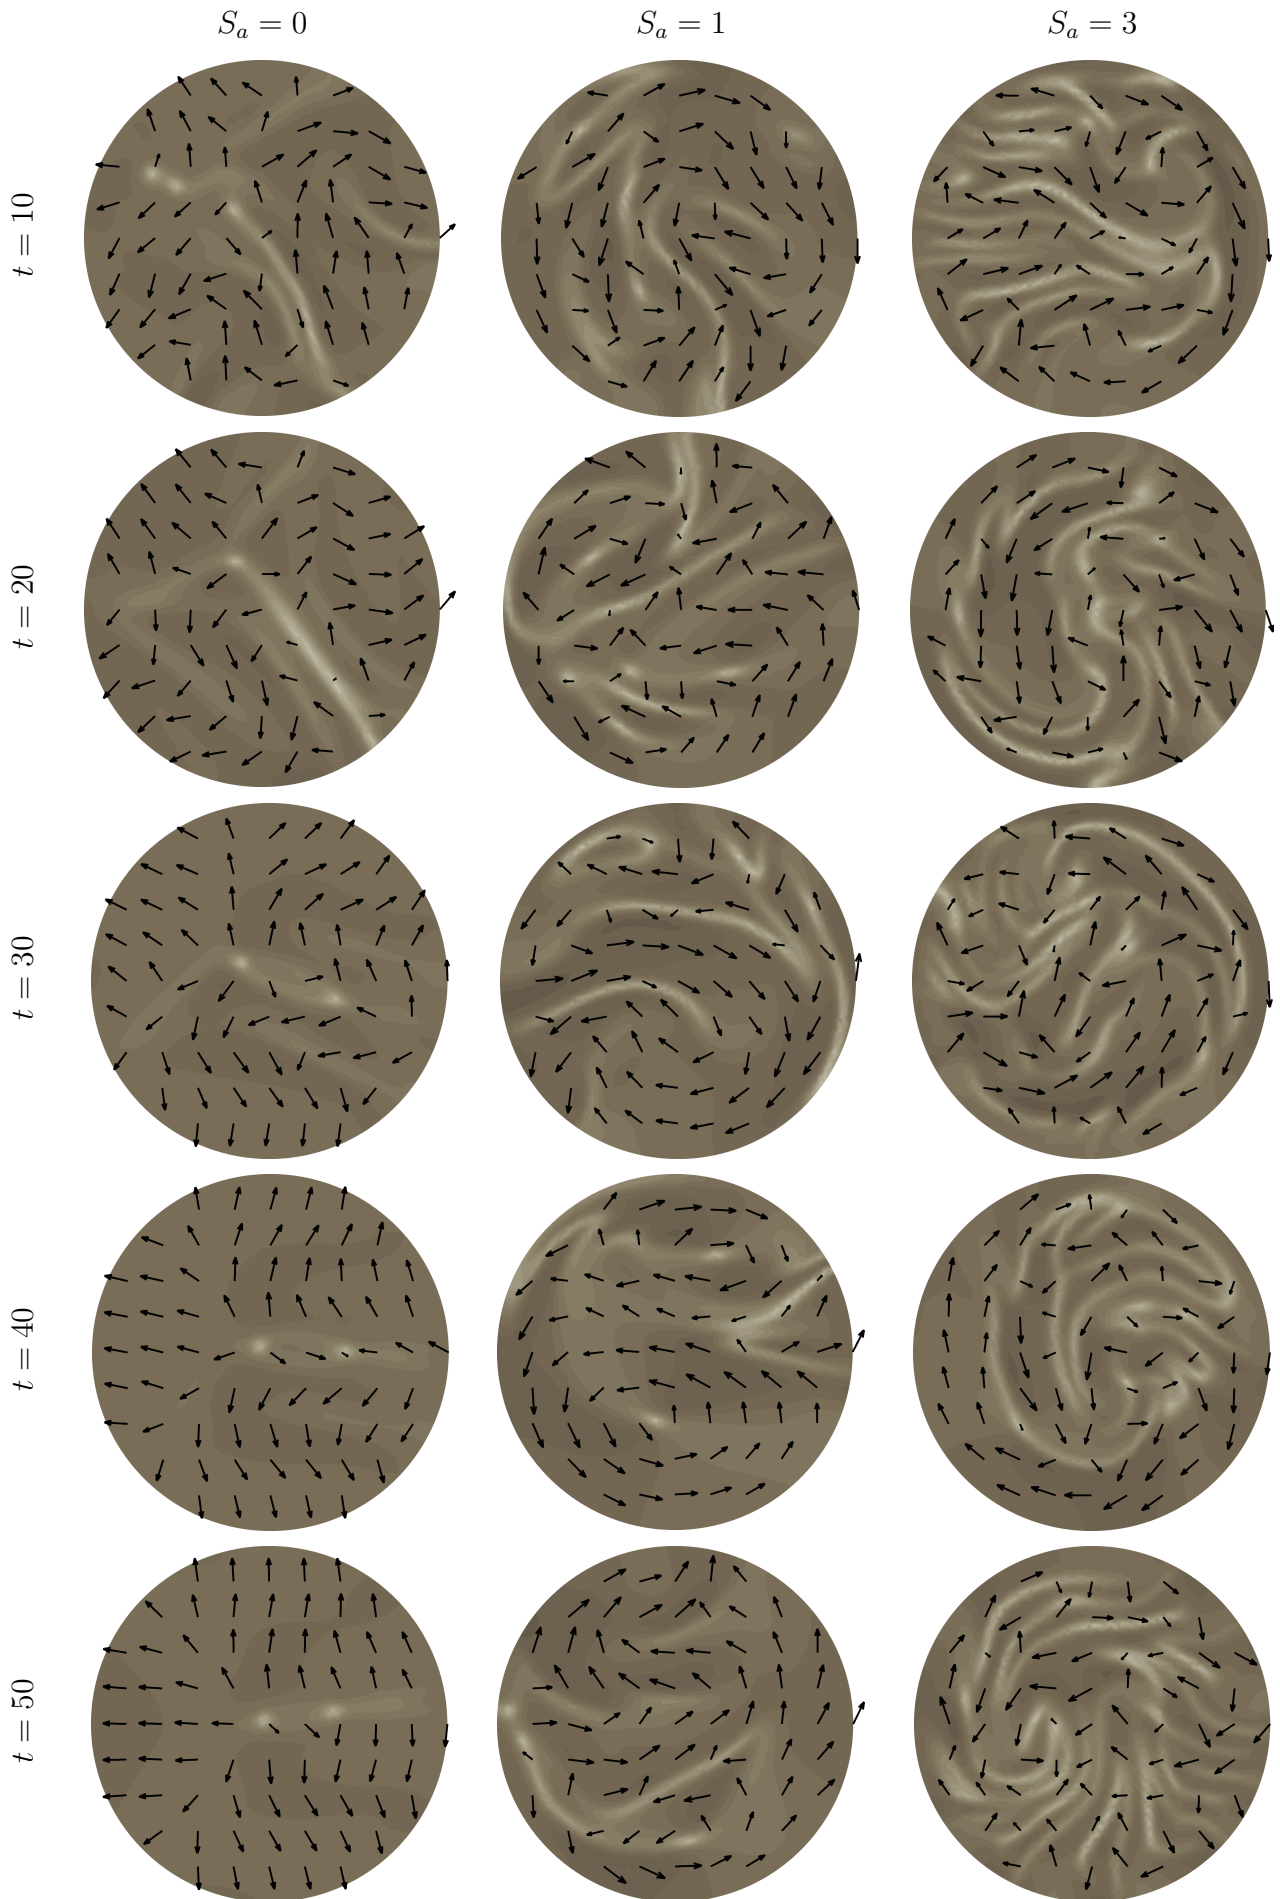 S_a = 0 S_a = 1 S_a = 3
t = 10
t = 20
t = 30
t = 40
t = 50